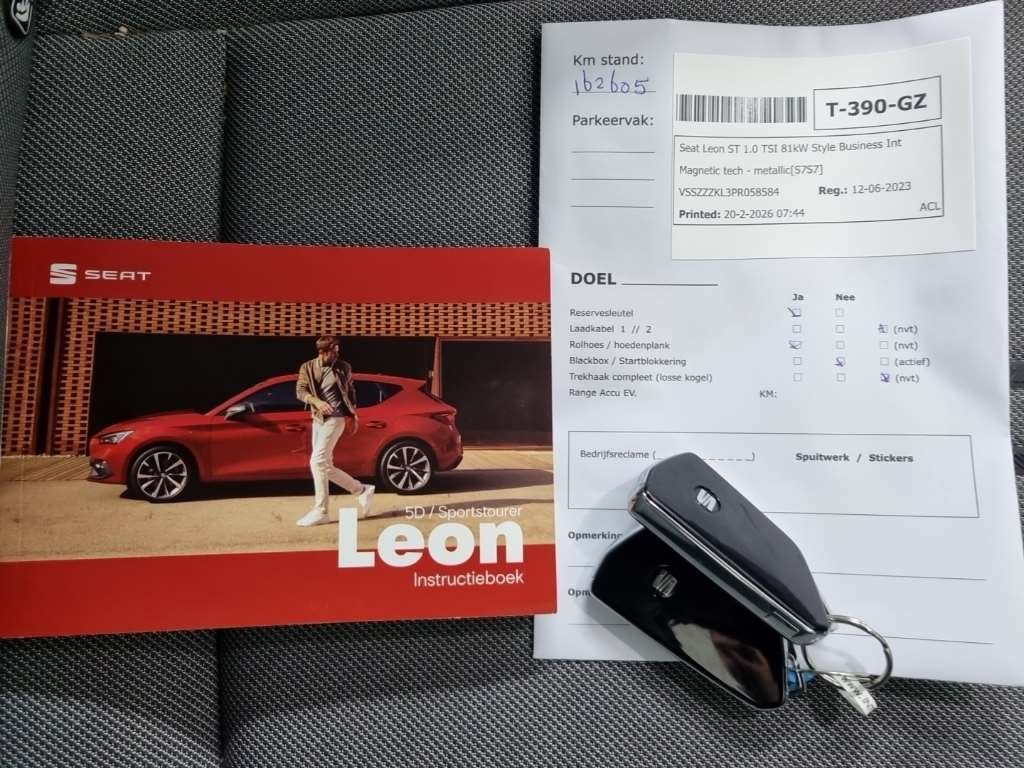 Km stand:
162605
Parkeervak:
T-390-GZ
Seat Leon ST 1.0 TSI 81kW Style Business Int
Magnetic tech - metallic[S7S7]
VSSZZZKL3PR058584 Reg.: 12-06-2023
Printed: 20-2-2026 07:44 ACL
DOEL
Ja Nee
Reservesleutel
Laadkabel 1 // 2 (nvt)
Rolhoes / hoedenplank (nvt)
Blackbox / Startblokkering (actief)
Trekhaak compleet (losse kogel) (nvt)
Range Accu EV. KM:
Bedrijfsreclame (_ _ _ _ _ _ _ _ _) Spuitwerk / Stickers
Opmerking
Opm
SEAT
5D / Sportstourer
Leon
Instructieboek